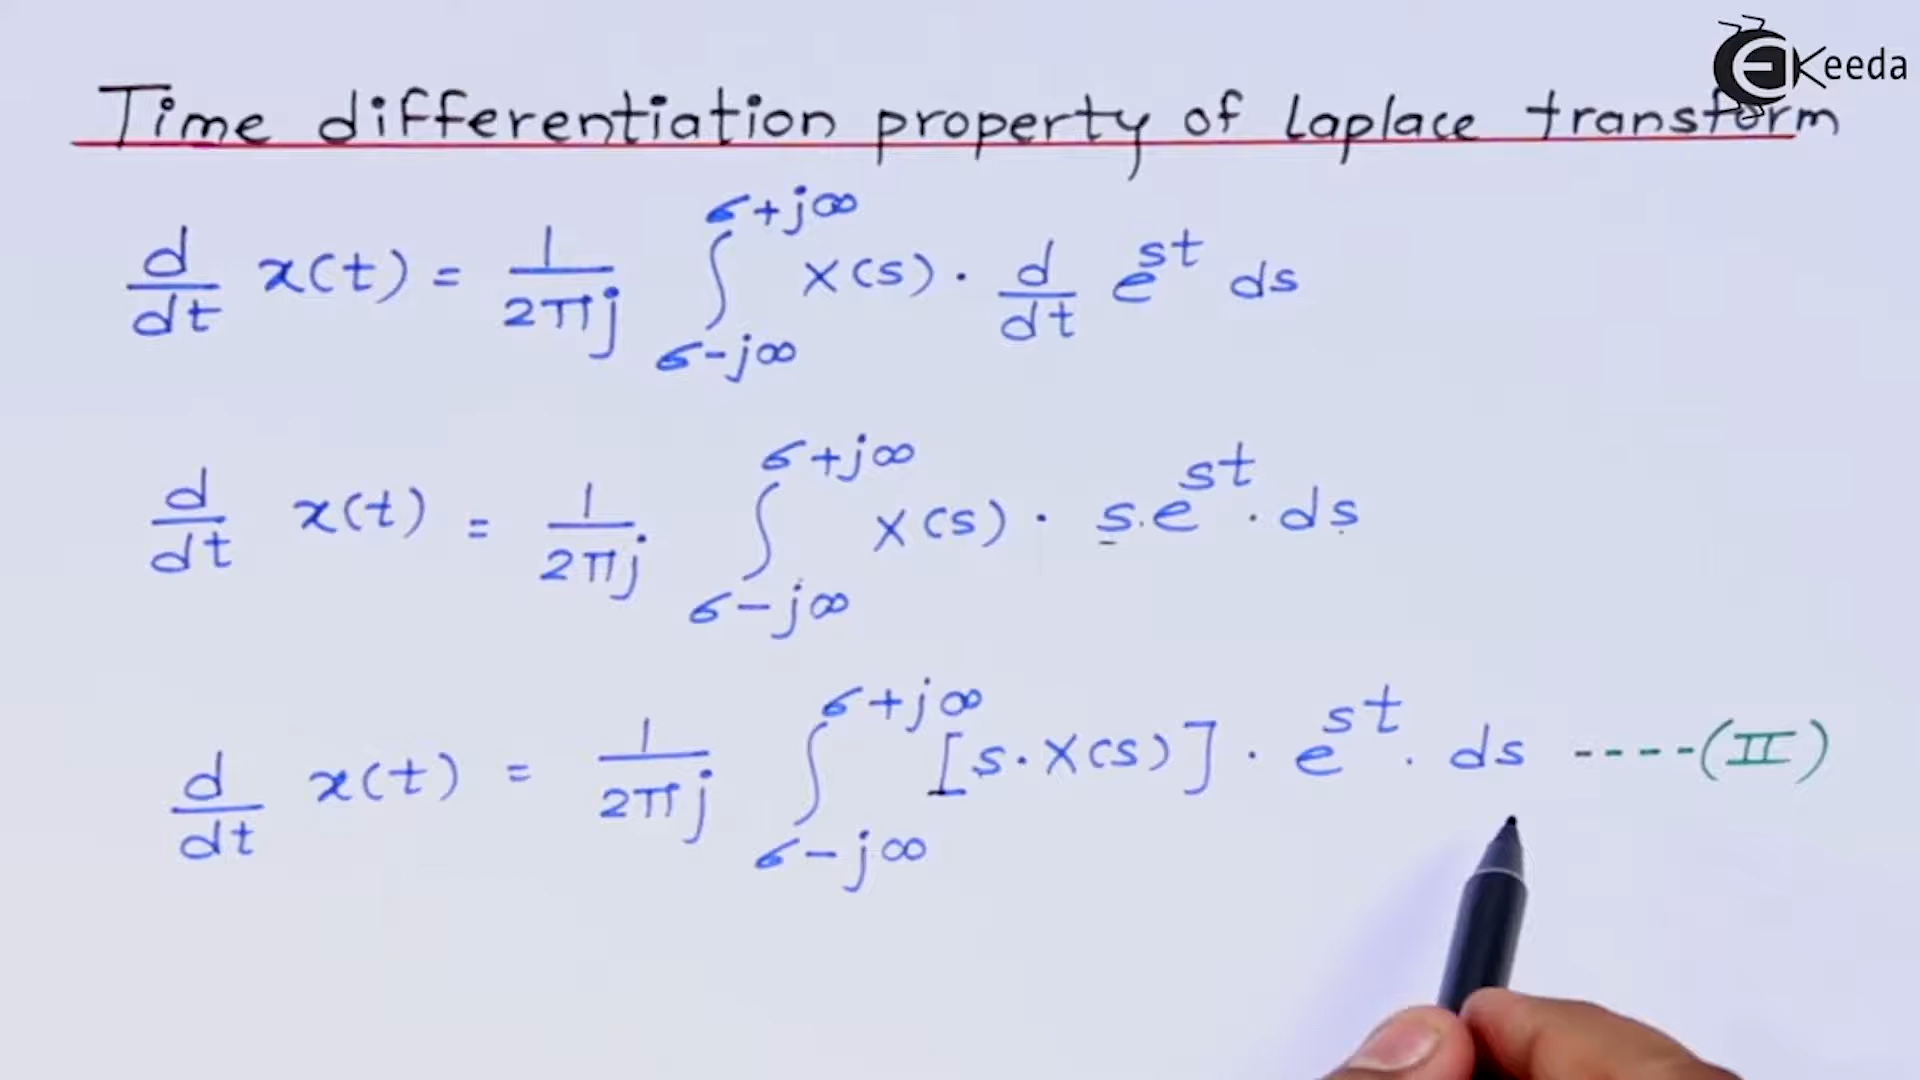 EKeeda
Time differentiation property of Laplace transform
d/dt x(t) = 1/2πj ∫_{σ-j∞}^{σ+j∞} X(s) · d/dt e^{st} ds
d/dt x(t) = 1/2πj ∫_{σ-j∞}^{σ+j∞} X(s) · s.e^{st} · ds
d/dt x(t) = 1/2πj ∫_{σ-j∞}^{σ+j∞} [s·X(s)] · e^{st} · ds ----(II)